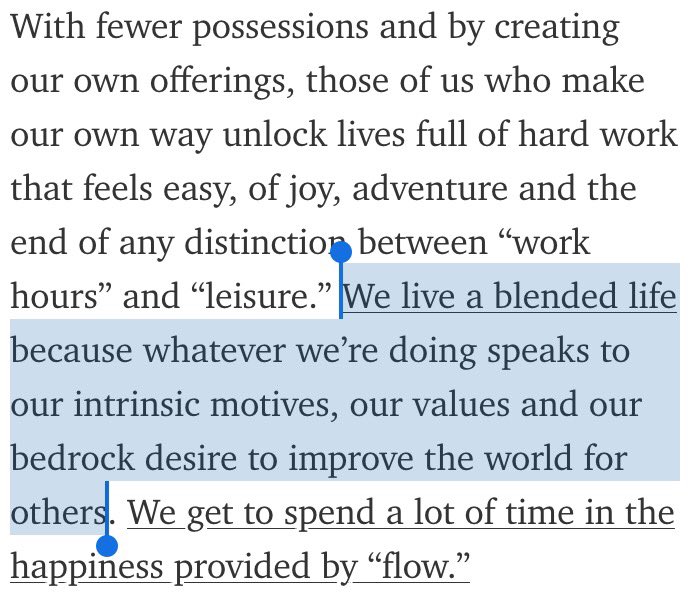 With fewer possessions and by creating
our own offerings, those of us who make
our own way unlock lives full of hard work
that feels easy, of joy, adventure and the
end of any distinction between “work
hours” and “leisure.” We live a blended life
because whatever we’re doing speaks to
our intrinsic motives, our values and our
bedrock desire to improve the world for
others. We get to spend a lot of time in the
happiness provided by “flow.”